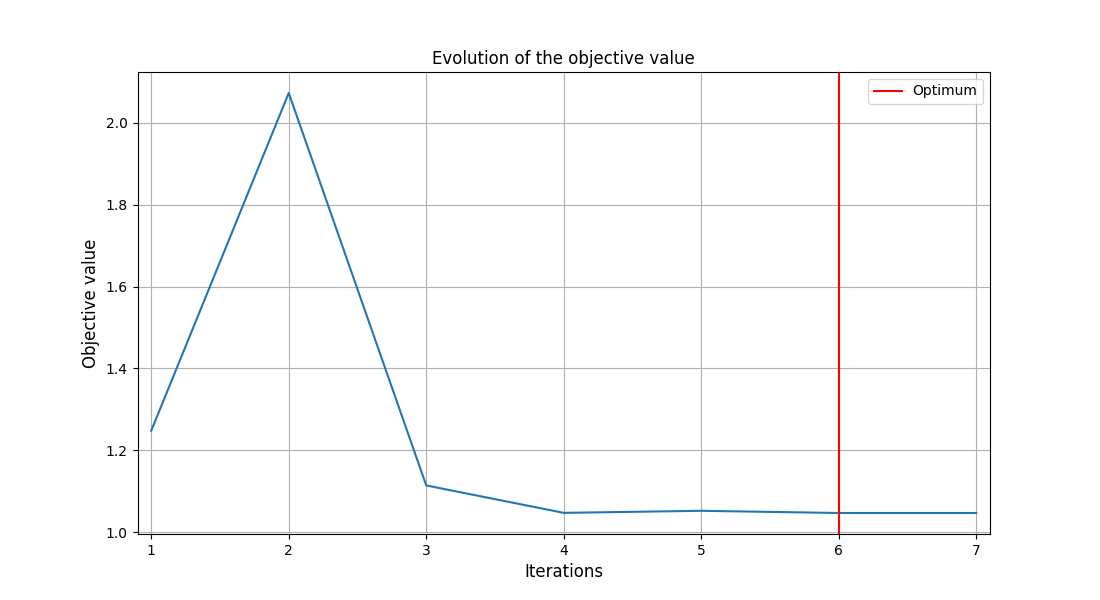 Evolution of the objective value
Optimum
2.0
1.8
1.6
1.4
1.2
1.0
Objective value
1 2 3 4 5 6 7
Iterations